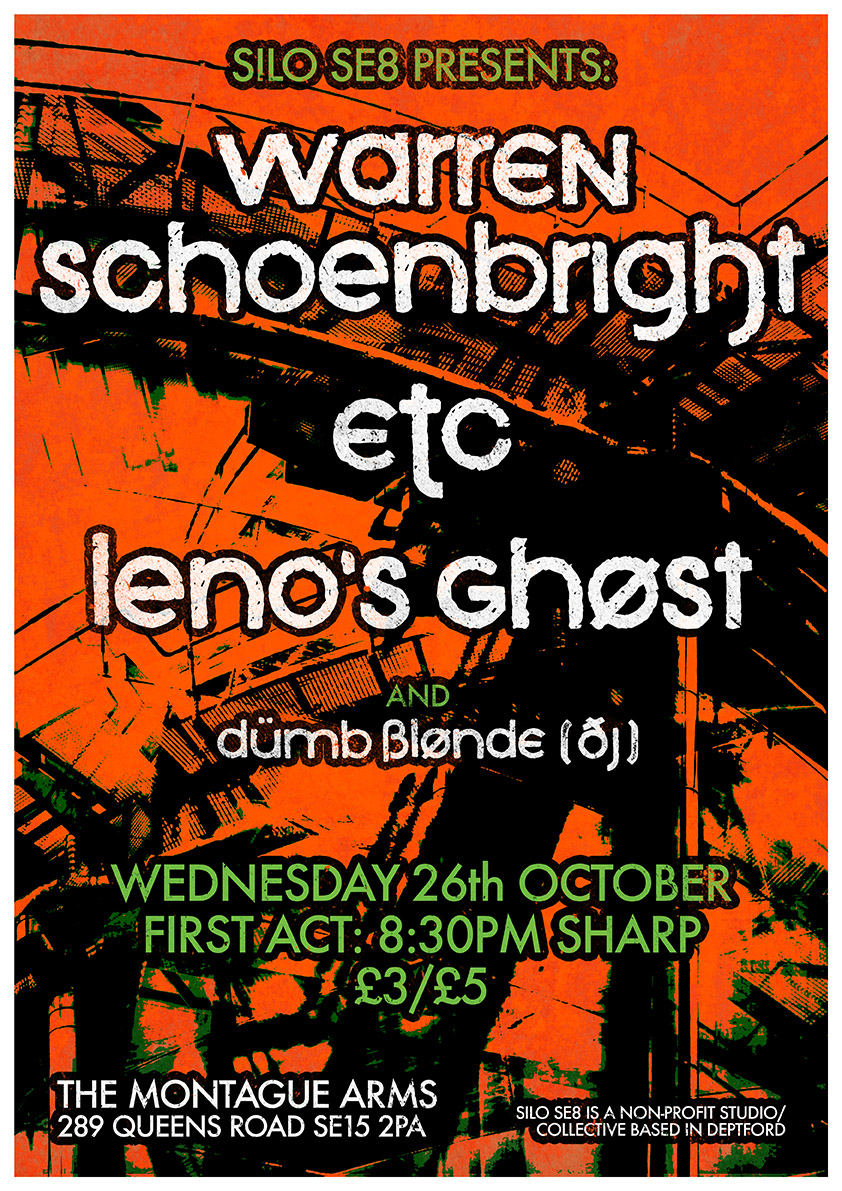 SILO SE8 PRESENTS:
warren
schoenbright
etc
leno's Ghøst
AND
dümb βlønde (ðj)
WEDNESDAY 26th OCTOBER
FIRST ACT: 8:30PM SHARP
£3/£5
THE MONTAGUE ARMS
289 QUEENS ROAD SE15 2PA
SILO SE8 IS A NON-PROFIT STUDIO/
COLLECTIVE BASED IN DEPTFORD